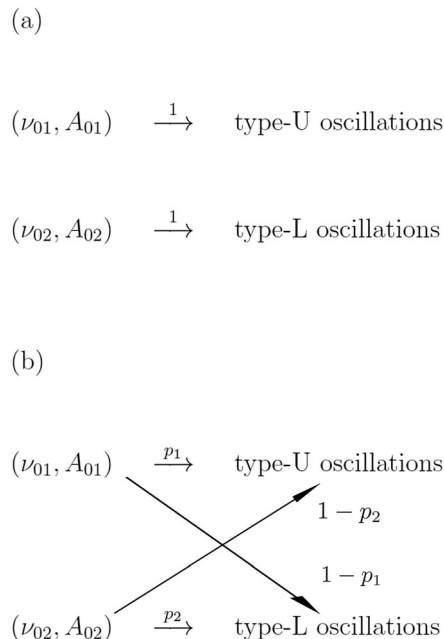 (a)
(ν₀₁, A₀₁) —1→ type-U oscillations
(ν₀₂, A₀₂) —1→ type-L oscillations
(b)
(ν₀₁, A₀₁) —p₁→ type-U oscillations
1 − p₂
1 − p₁
(ν₀₂, A₀₂) —p₂→ type-L oscillations